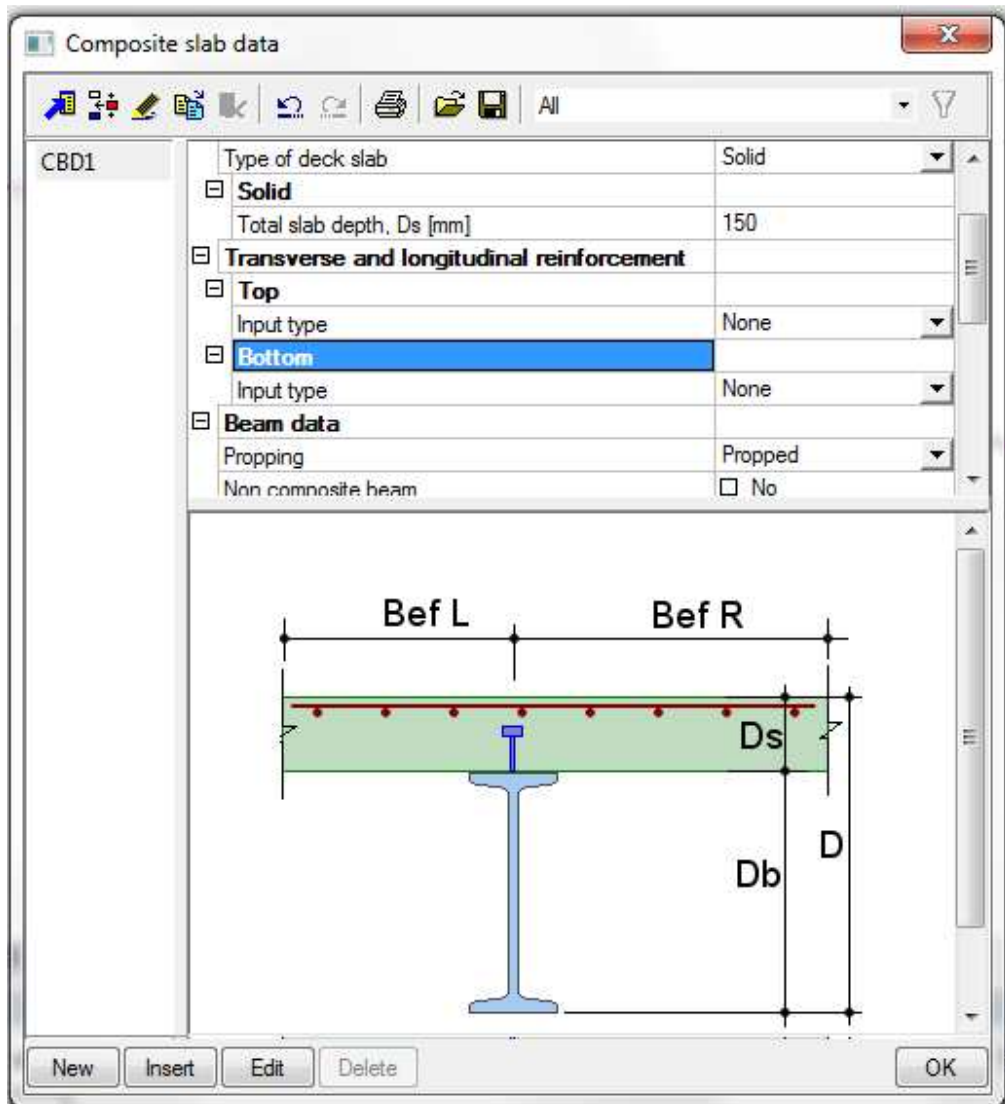 Composite slab data
All
CBD1
Type of deck slab Solid
Solid
Total slab depth, Ds [mm] 150
Transverse and longitudinal reinforcement
Top
Input type None
Bottom
Input type None
Beam data
Propping Propped
Non composite beam No
Bef L Bef R
Ds
D
Db
New Insert Edit Delete OK